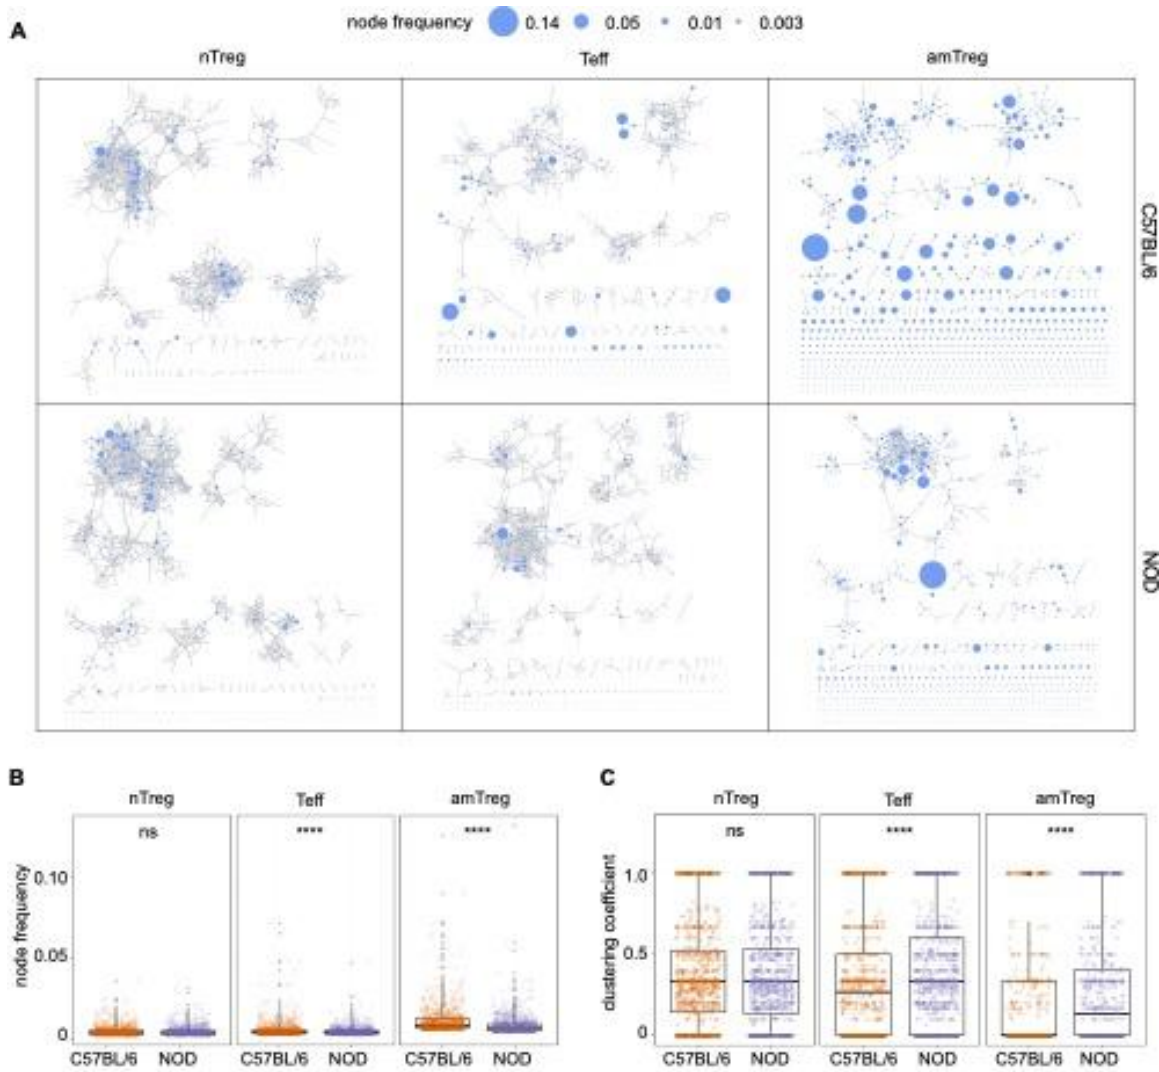 A
node frequency 0.14 0.05 0.01 0.003
nTreg Teff amTreg
C57BL/6
NOD
B
nTreg Teff amTreg
ns **** ****
node frequency
0.10
0.05
0
C57BL/6 NOD C57BL/6 NOD C57BL/6 NOD
C
nTreg Teff amTreg
ns **** ****
clustering coefficient
1.0
0.5
0
C57BL/6 NOD C57BL/6 NOD C57BL/6 NOD